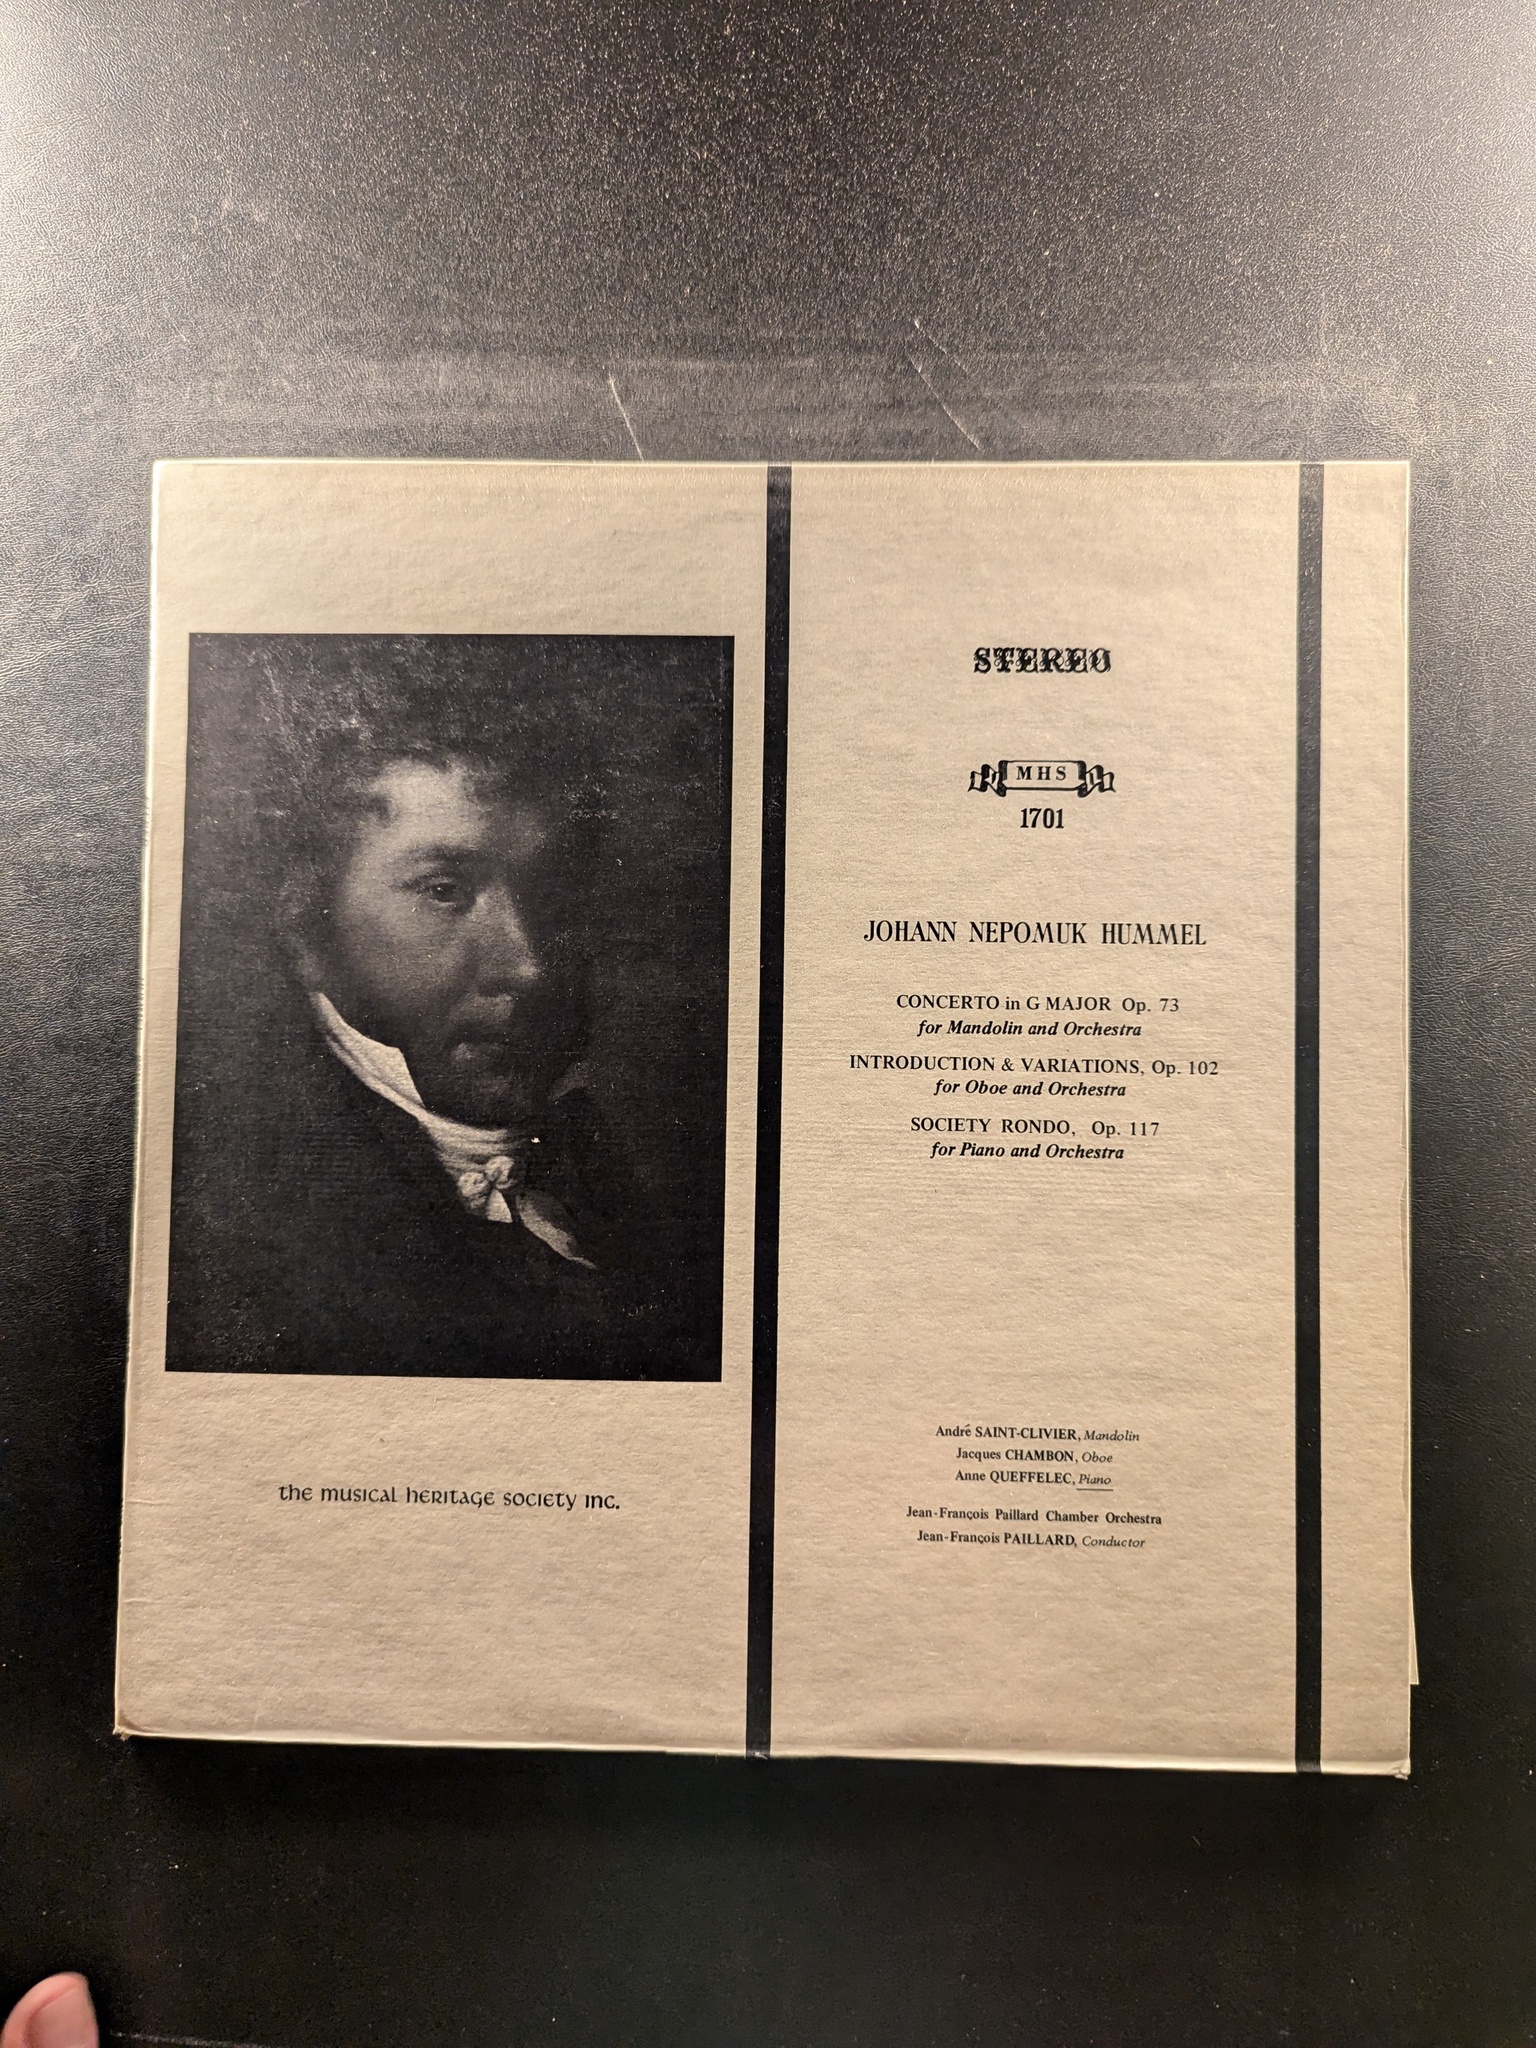 STEREO
MHS
1701
JOHANN NEPOMUK HUMMEL
CONCERTO in G MAJOR Op. 73
for Mandolin and Orchestra
INTRODUCTION & VARIATIONS, Op. 102
for Oboe and Orchestra
SOCIETY RONDO, Op. 117
for Piano and Orchestra
André SAINT-CLIVIER, Mandolin
Jacques CHAMBON, Oboe
Anne QUEFFELEC, Piano
Jean-François Paillard Chamber Orchestra
Jean-François PAILLARD, Conductor
the musical heritage society inc.